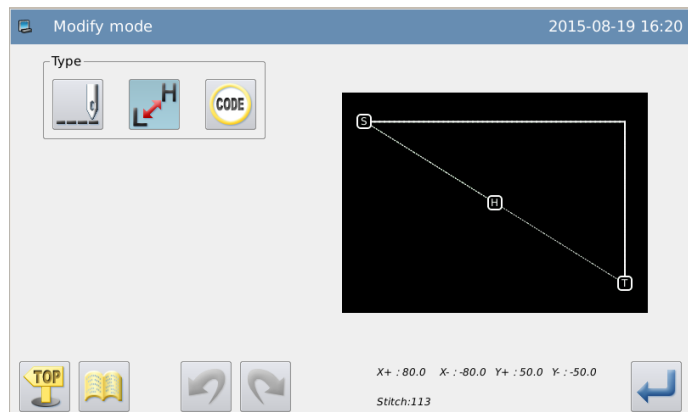 Modify mode 2015-08-19 16:20
Type
L H
CODE
S
H
T
X+ : 80.0 X- : -80.0 Y+ : 50.0 Y- : -50.0
Stitch:113
TOP